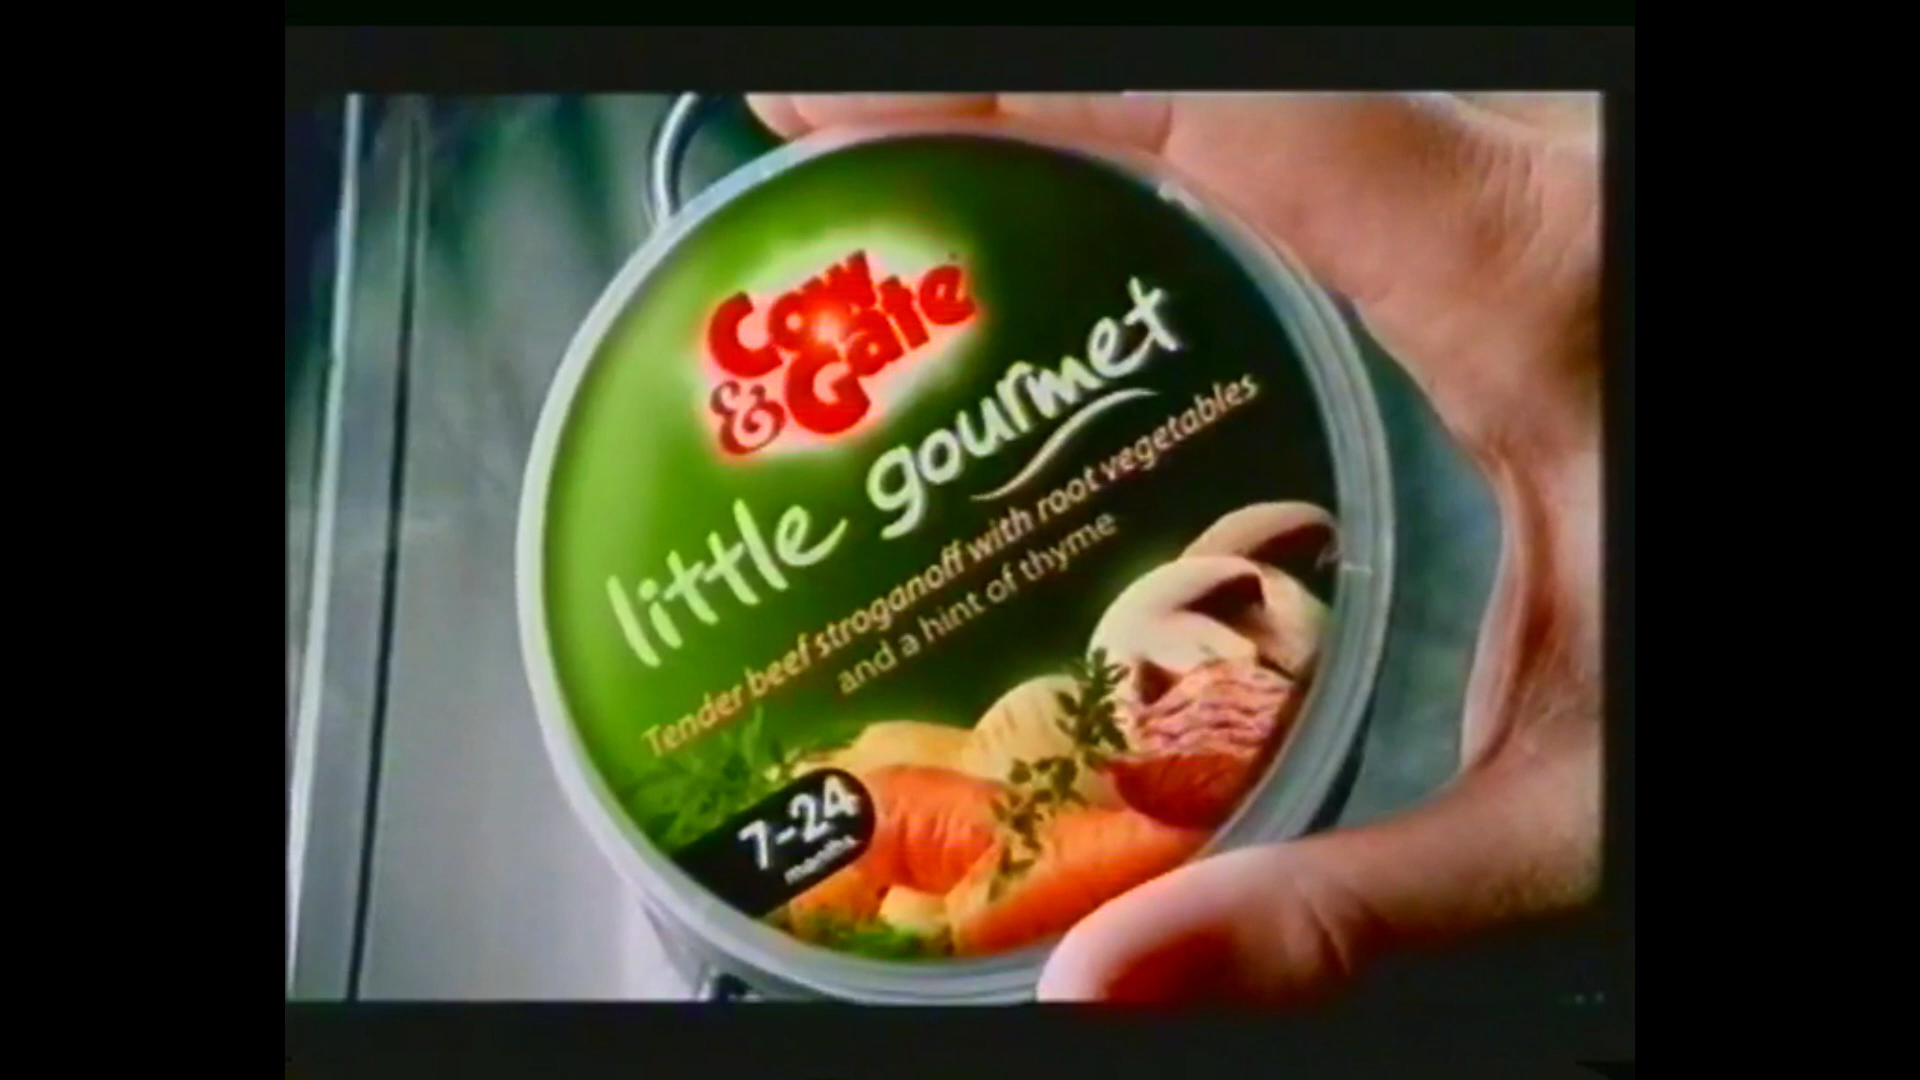 Cow
& Gate
little gourmet
Tender beef stroganoff with root vegetables
and a hint of thyme
7-24
months